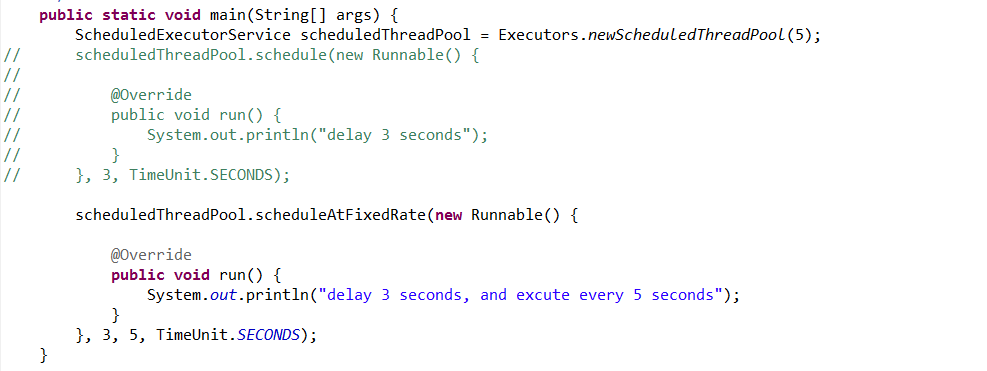 public static void main(String[] args) {
        ScheduledExecutorService scheduledThreadPool = Executors.newScheduledThreadPool(5);
//      scheduledThreadPool.schedule(new Runnable() {
//
//          @Override
//          public void run() {
//              System.out.println("delay 3 seconds");
//          }
//      }, 3, TimeUnit.SECONDS);
        scheduledThreadPool.scheduleAtFixedRate(new Runnable() {
            @Override
            public void run() {
                System.out.println("delay 3 seconds, and excute every 5 seconds");
            }
        }, 3, 5, TimeUnit.SECONDS);
    }